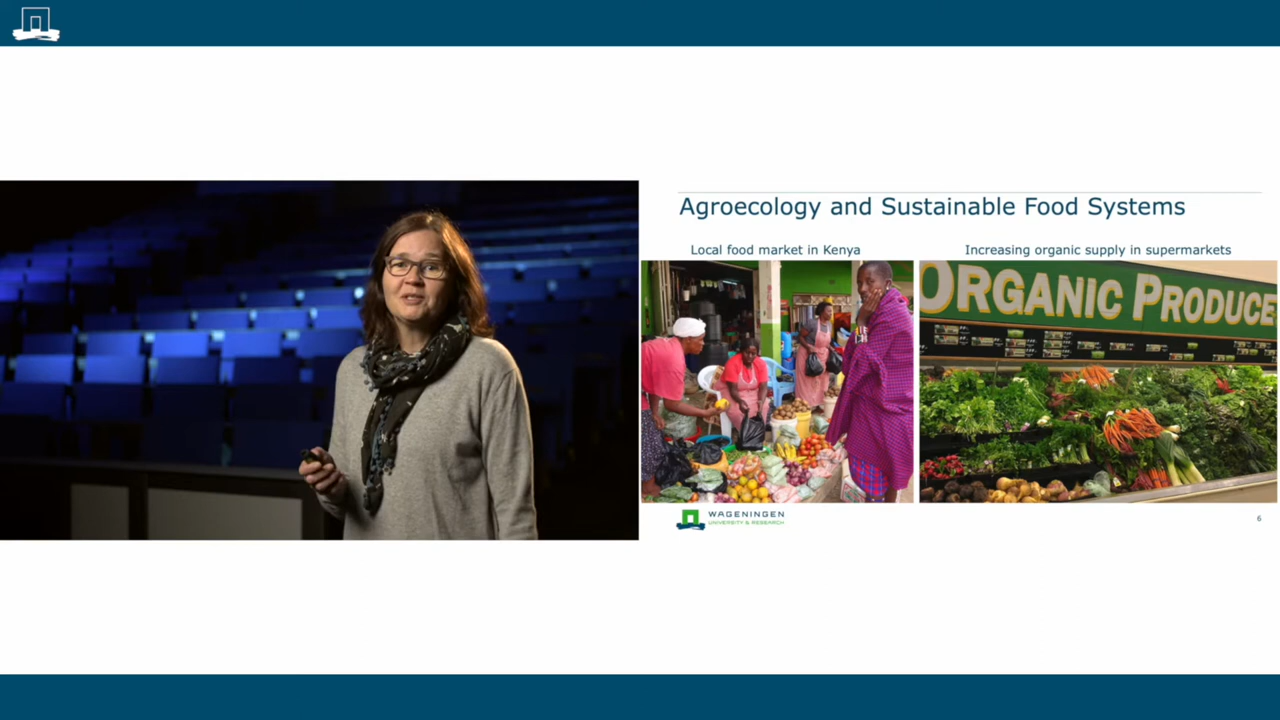 Agroecology and Sustainable Food Systems
Local food market in Kenya
Increasing organic supply in supermarkets
ORGANIC PRODUCE
WAGENINGEN
UNIVERSITY & RESEARCH
6